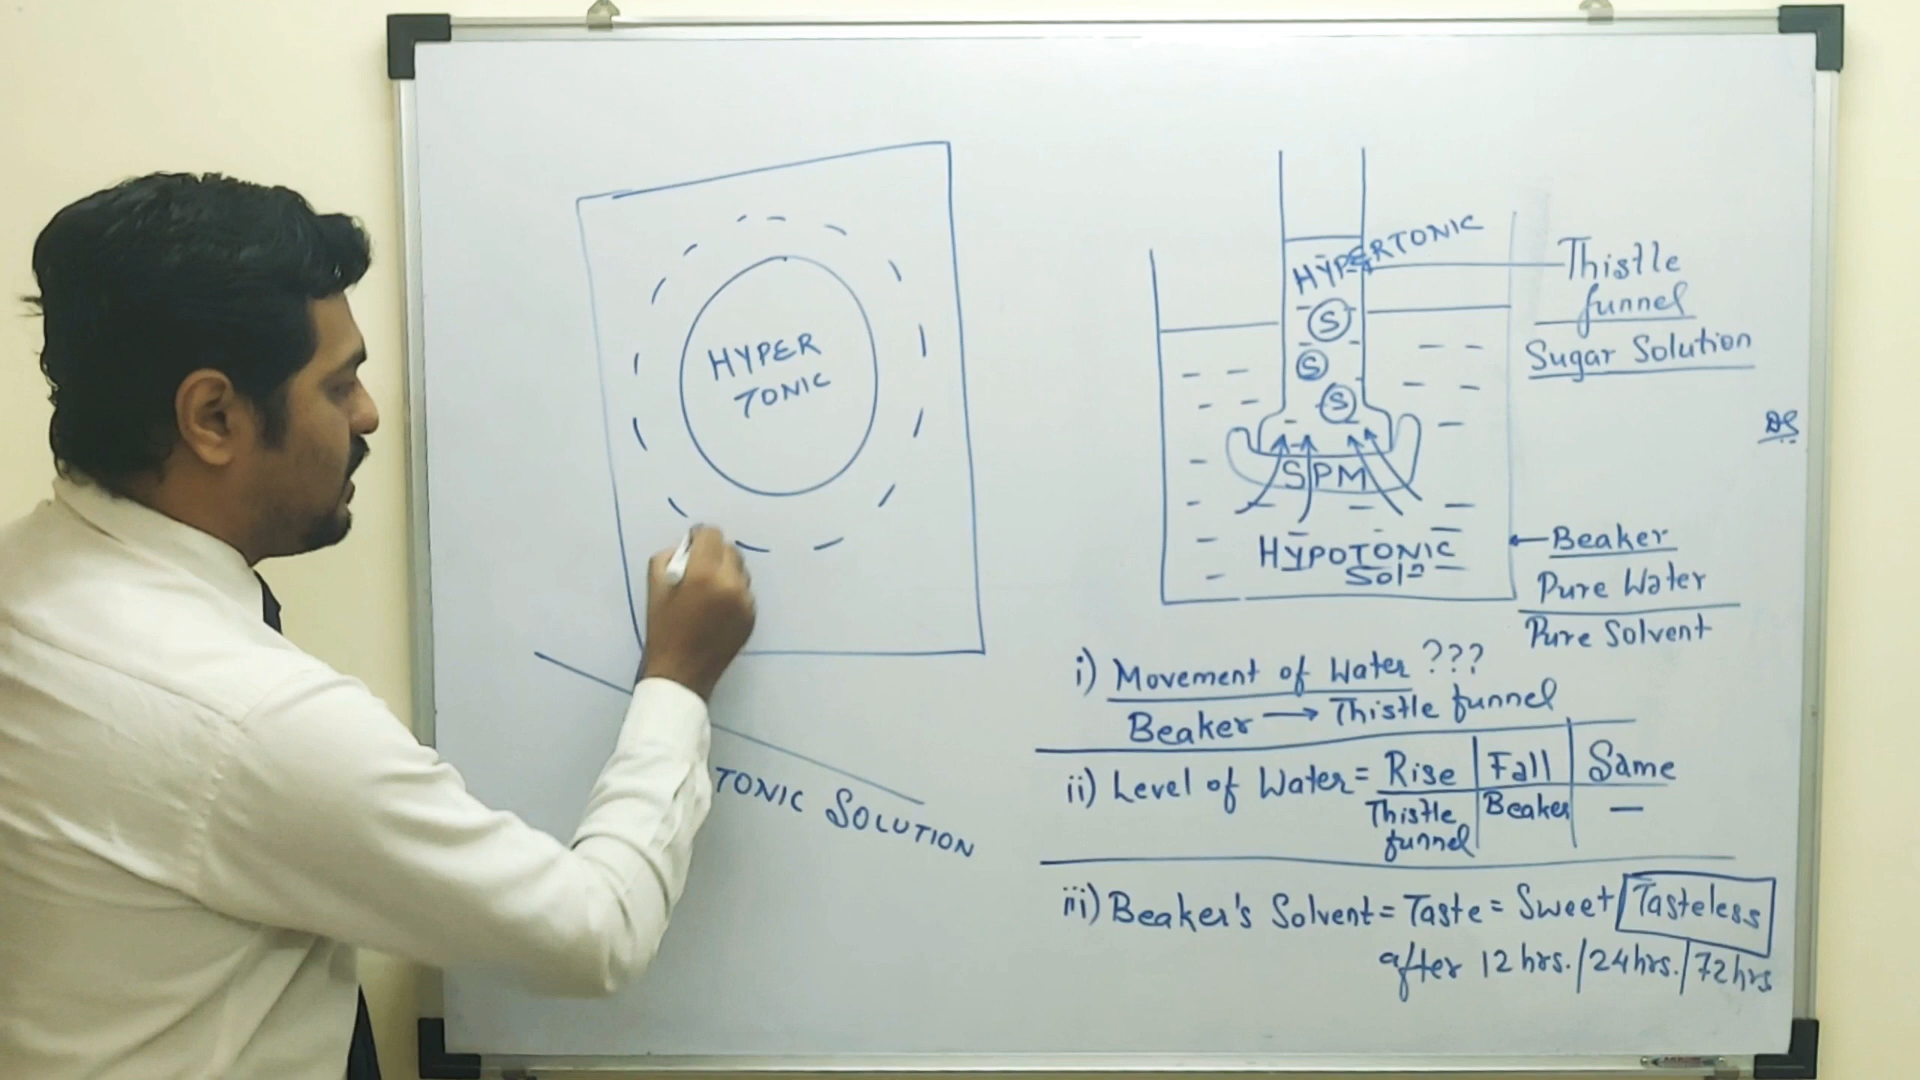 HYPER
TONIC
TONIC SOLUTION
HYPERTONIC
S
S
S
SPM
HYPOTONIC
Soln
Thistle
funnel
Sugar Solution
DS
Beaker
Pure Water
Pure Solvent
i) Movement of Water ???
Beaker → Thistle funnel
ii) Level of Water = Rise | Fall | Same
Thistle funnel | Beaker | —
iii) Beaker's Solvent = Taste = Sweet / Tasteless
after 12 hrs. / 24 hrs. / 72 hrs